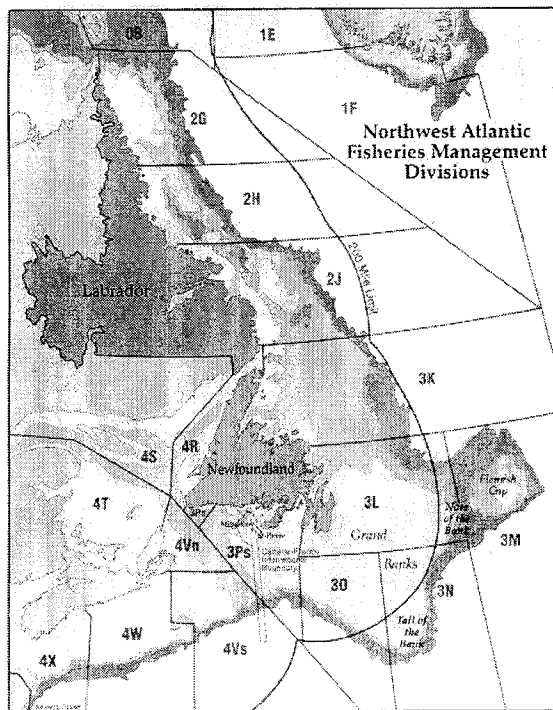 0B
1E
2G
1F
Northwest Atlantic
Fisheries Management
Divisions
2H
200 Mile Limit
2J
Labrador
3K
4R
4S
Newfoundland
Flemish
Cap
4T
3L
Nose
of the
Bank
3M
4Vn
3Ps
Grand
Banks
3O
3N
Tail of
the
Bank
4W
4Vs
4X